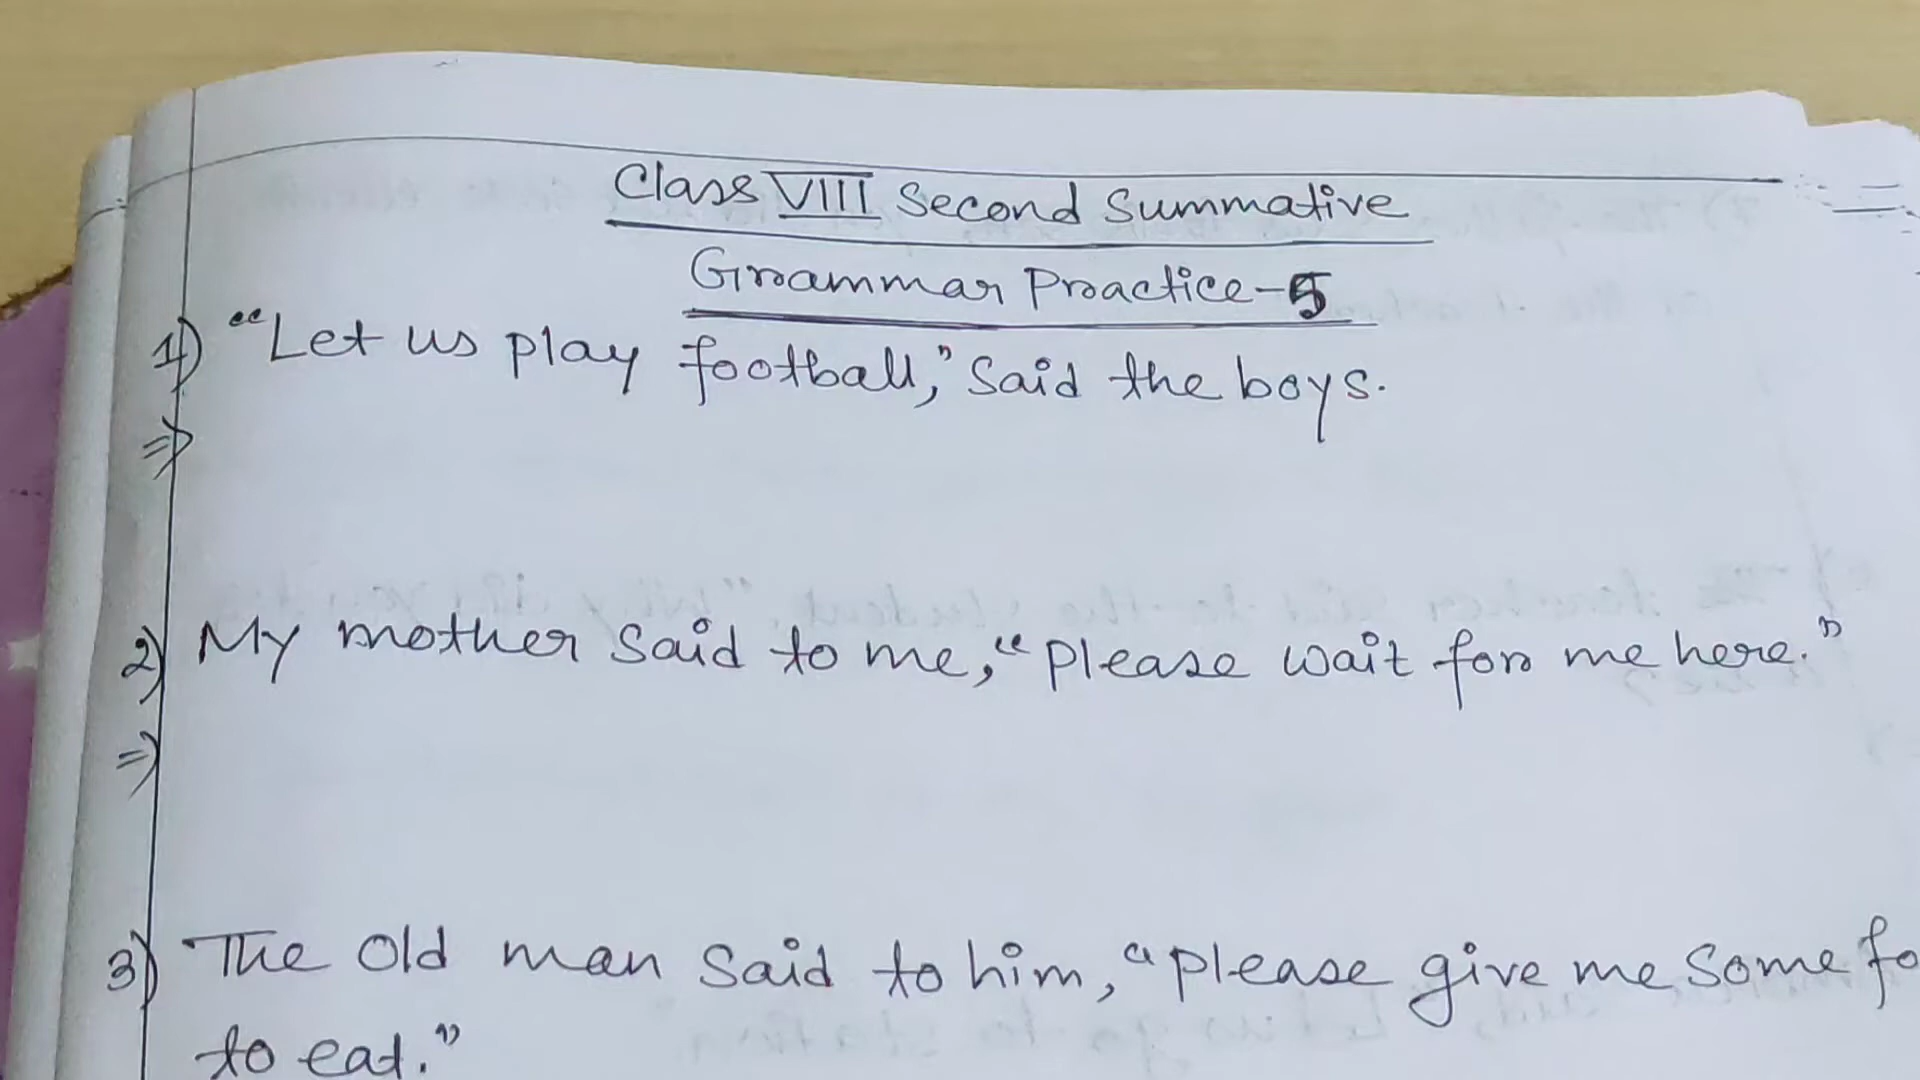 Class VIII Second Summative
Grammar Practice-5
1) "Let us play football," said the boys.
⇒
2) My mother said to me, "please wait for me here."
⇒
3) The old man said to him, "please give me some fo
to eat."